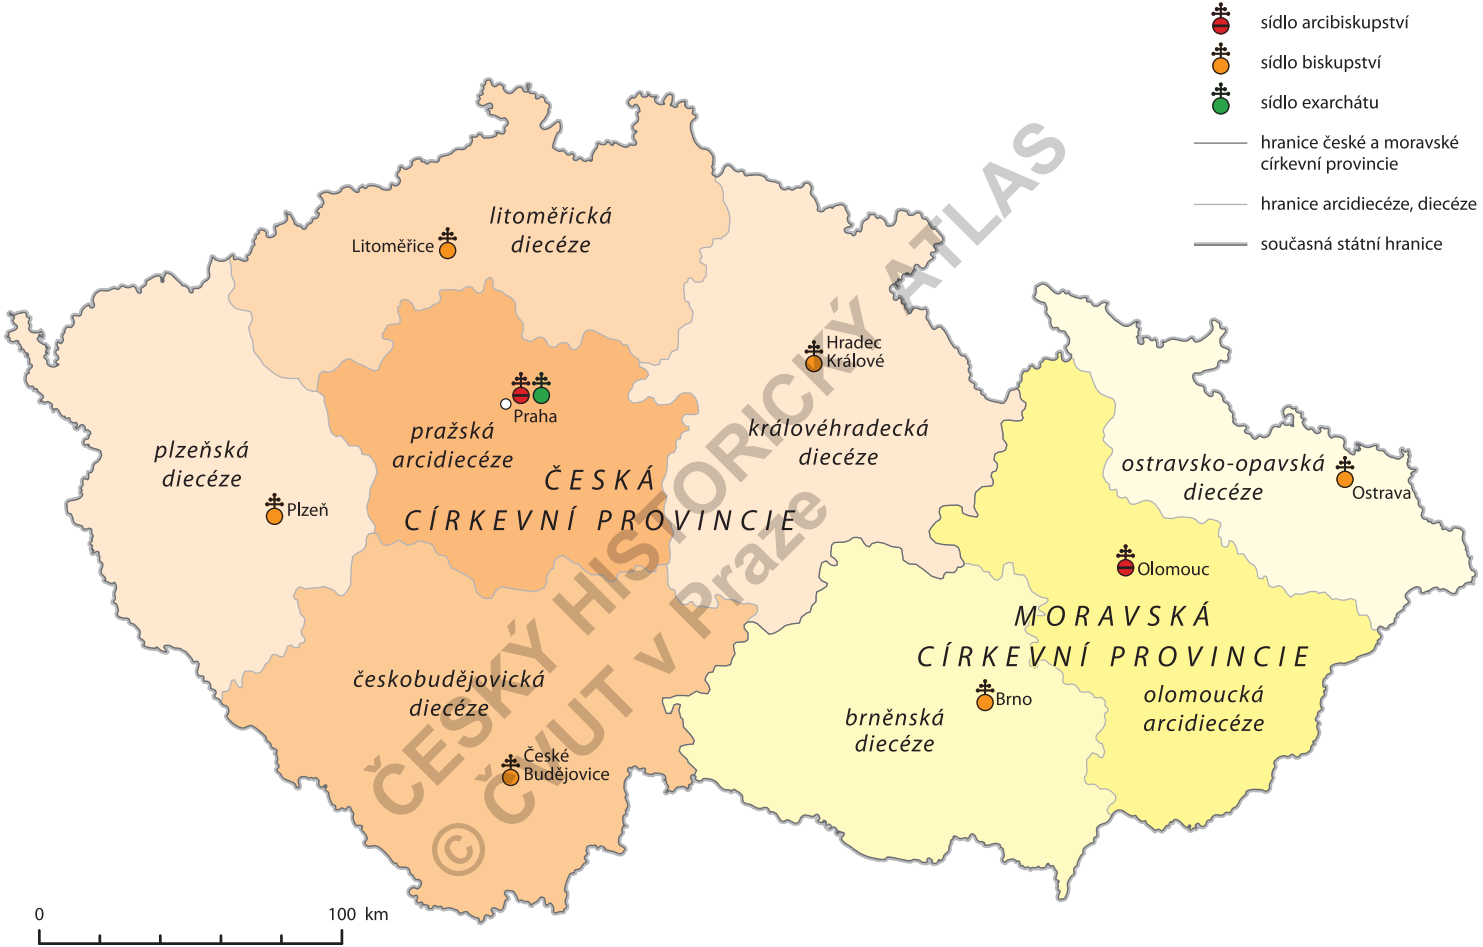 sídlo arcibiskupství
sídlo biskupství
sídlo exarchátu
hranice české a moravské
církevní provincie
hranice arcidiecéze, diecéze
současná státní hranice
litoměřická
diecéze
Litoměřice
Hradec
Králové
Praha
pražská
arcidiecéze
královéhradecká
diecéze
plzeňská
diecéze
Plzeň
ČESKÁ
CÍRKEVNÍ PROVINCIE
ostravsko-opavská
diecéze
Ostrava
Olomouc
MORAVSKÁ
CÍRKEVNÍ PROVINCIE
olomoucká
arcidiecéze
Brno
brněnská
diecéze
českobudějovická
diecéze
České
Budějovice
ČESKÝ HISTORICKÝ ATLAS
© ČVUT v Praze
0 100 km